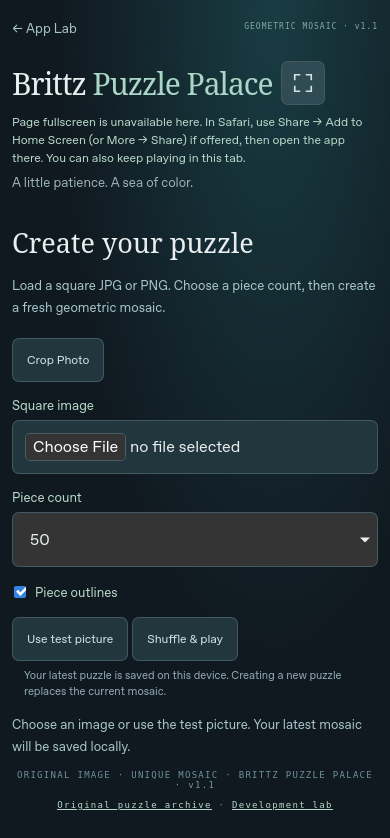 ← App Lab
GEOMETRIC MOSAIC · v1.1
Brittz Puzzle Palace
Page fullscreen is unavailable here. In Safari, use Share → Add to
Home Screen (or More → Share) if offered, then open the app
there. You can also keep playing in this tab.
A little patience. A sea of color.
Create your puzzle
Load a square JPG or PNG. Choose a piece count, then create
a fresh geometric mosaic.
Crop Photo
Square image
Choose File no file selected
Piece count
50
Piece outlines
Use test picture Shuffle & play
Your latest puzzle is saved on this device. Creating a new puzzle
replaces the current mosaic.
Choose an image or use the test picture. Your latest mosaic
will be saved locally.
ORIGINAL IMAGE · UNIQUE MOSAIC · BRITTZ PUZZLE PALACE
· v1.1
Original puzzle archive · Development lab